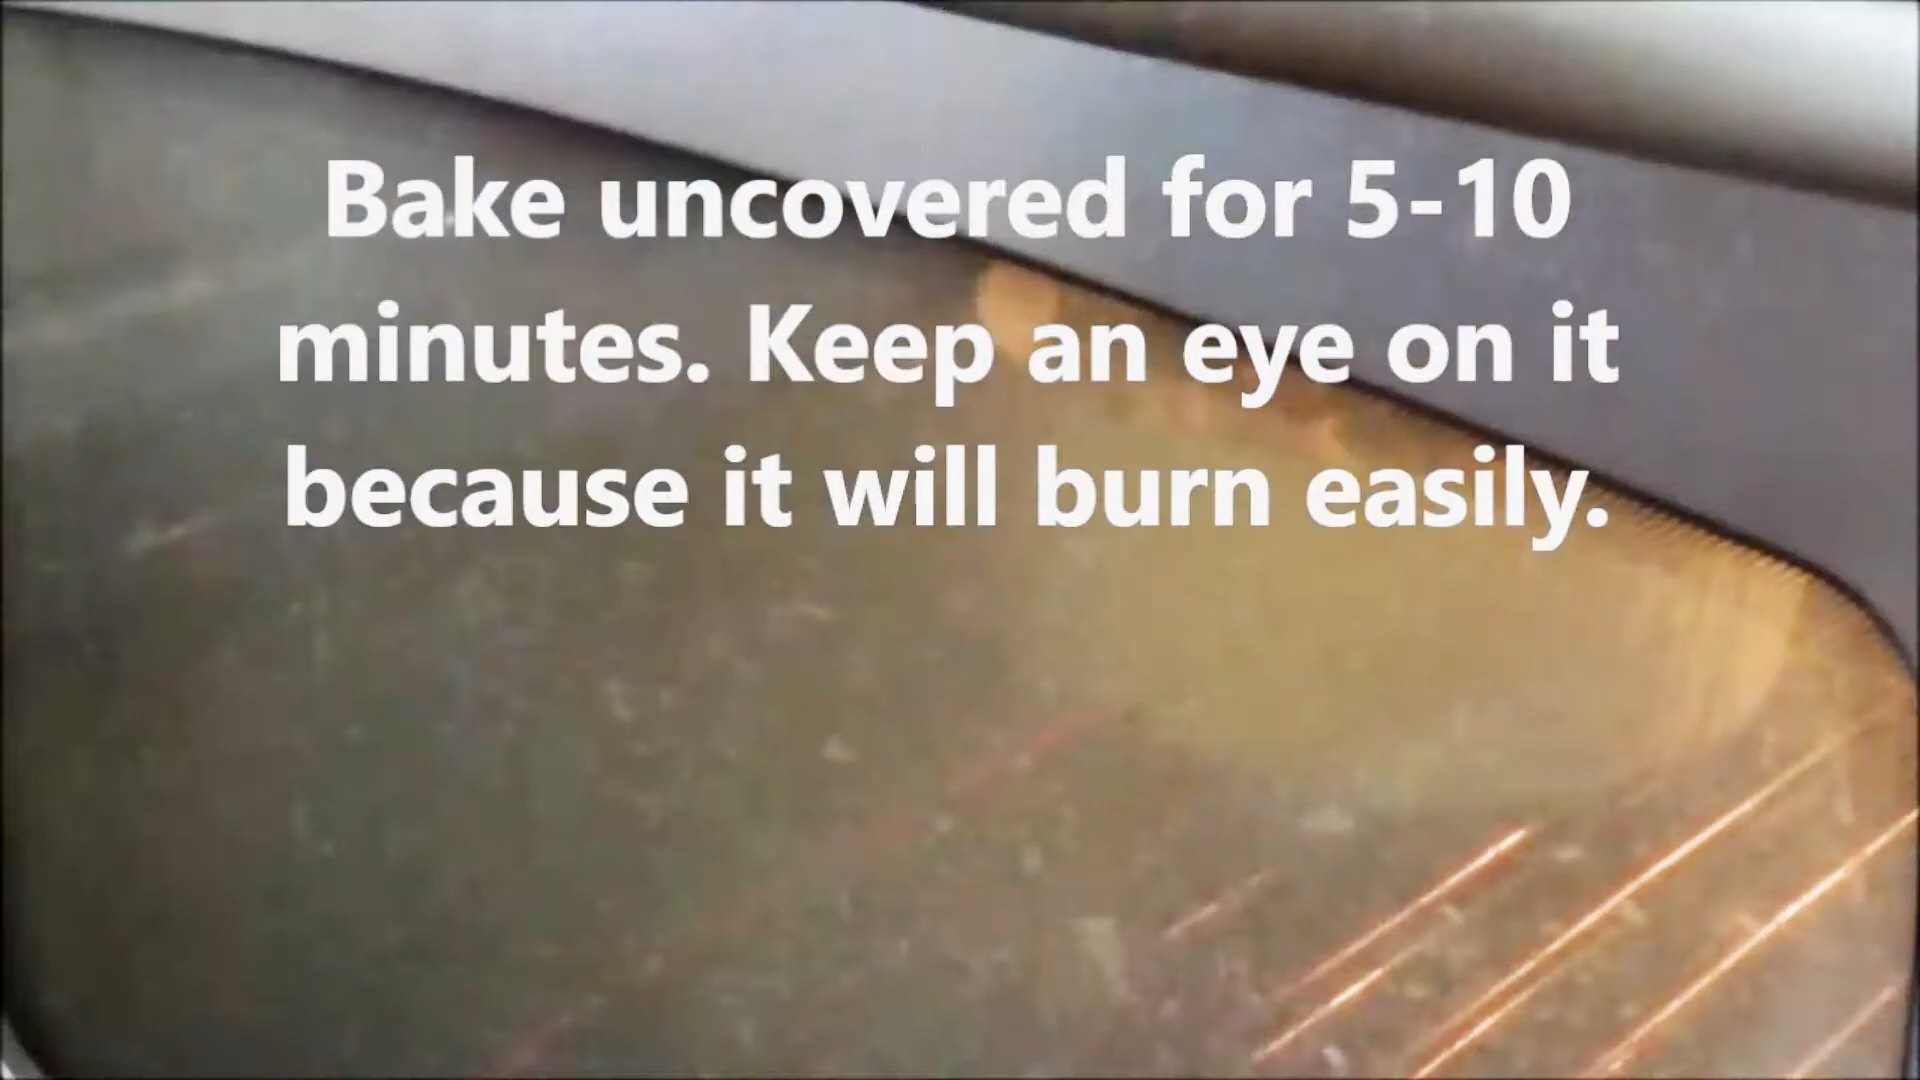 Bake uncovered for 5-10
minutes. Keep an eye on it
because it will burn easily.